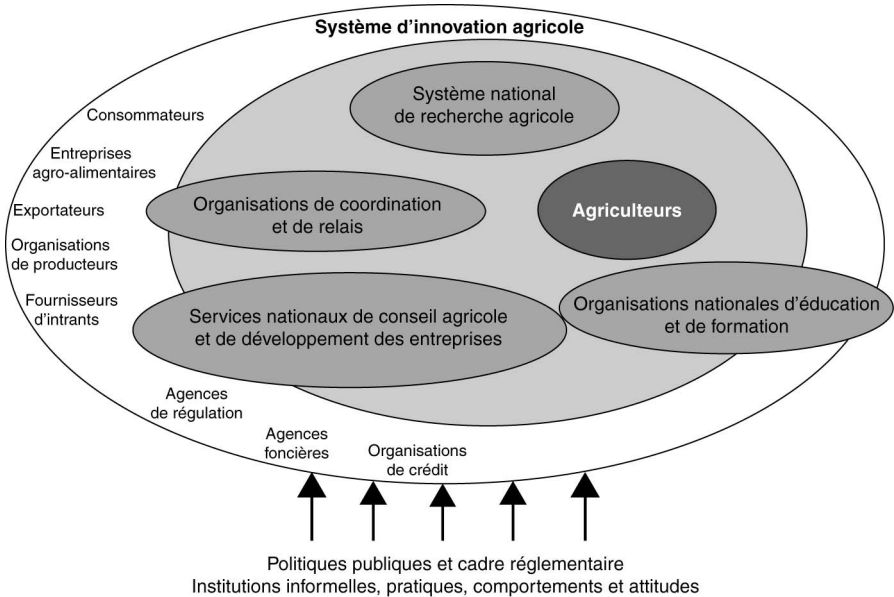 Système d'innovation agricole
Système national
de recherche agricole
Consommateurs
Entreprises
agro-alimentaires
Exportateurs
Organisations de coordination
et de relais
Agriculteurs
Organisations
de producteurs
Fournisseurs
d'intrants
Services nationaux de conseil agricole
et de développement des entreprises
Organisations nationales d'éducation
et de formation
Agences
de régulation
Agences
foncières
Organisations
de crédit
Politiques publiques et cadre réglementaire
Institutions informelles, pratiques, comportements et attitudes